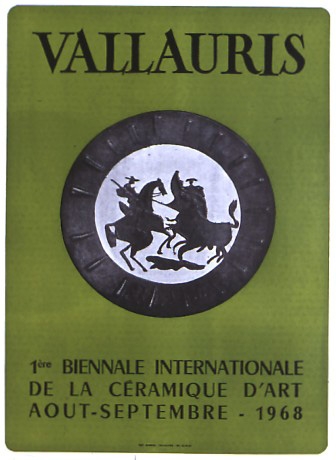 VALLAURIS
1ère BIENNALE INTERNATIONALE
DE LA CÉRAMIQUE D'ART
AOUT-SEPTEMBRE - 1968